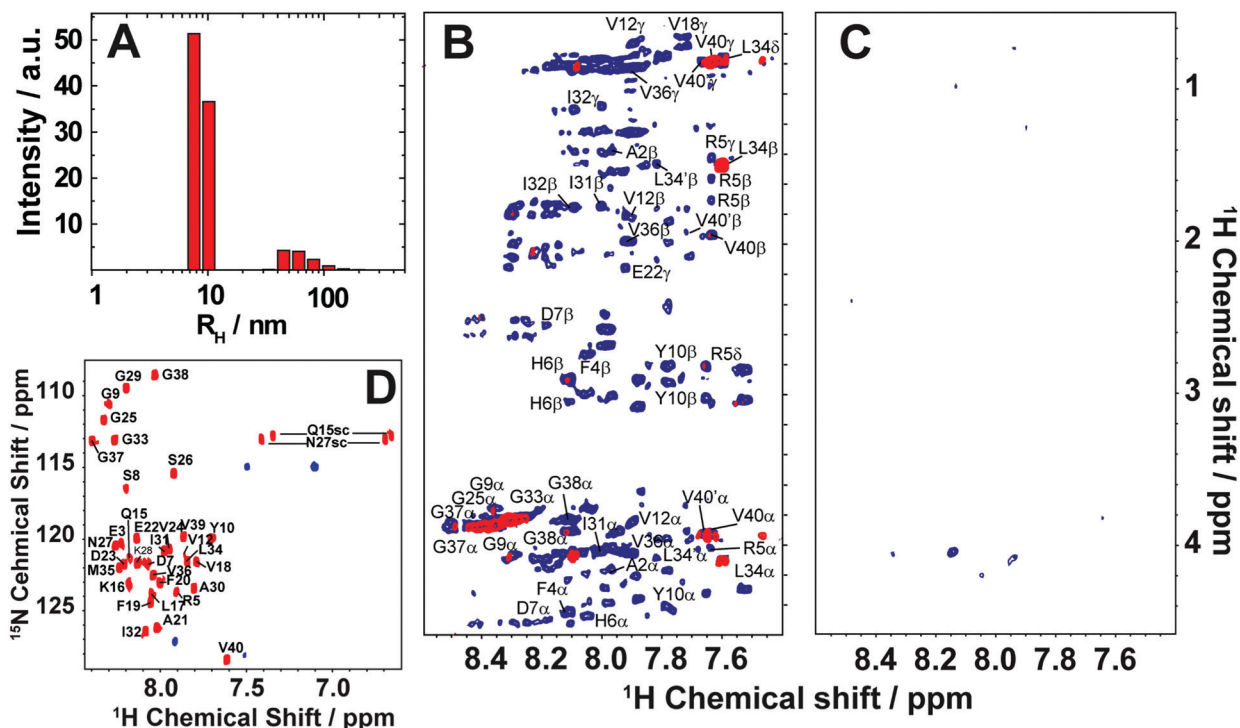 A
Intensity / a.u.
50
40
30
20
10
1 10 100
R_H / nm
B
V12γ V18γ
V40γ L34δ
V40'γ
V36γ
I32γ
R5γ
L34β
A2β
L34'β
R5β
I32β I31β
V12β
R5β
V36β
V40'β
V40β
E22γ
D7β
F4β
Y10β R5δ
H6β
H6β
Y10β
G9α
G25α
G33α
G38α
G37α
I31α
V12α
V40'α
V40α
G37α
G9α
G38α
V36α
L34'α
R5α
A2α
L34α
F4α
Y10α
D7α
H6α
8.4 8.2 8.0 7.8 7.6
C
1
2
3
4
¹H Chemical shift / ppm
8.4 8.2 8.0 7.8 7.6
¹H Chemical shift / ppm
D
¹⁵N Cehmical Shift / ppm
110
115
120
125
G38
G29
G9
G25
G33
G37
Q15sc
N27sc
S26
S8
Q15
E3
E22
V24
V39
Y10
N27
K28
I31
V12
L34
D23
D7
V36
V18
M35
F20
K16
A30
R5
F19
L17
A21
I32
V40
8.0 7.5 7.0
¹H Chemical Shift / ppm